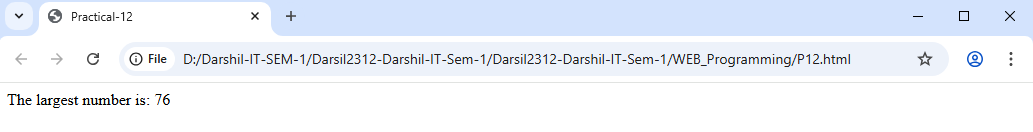 Practical-12
File D:/Darshil-IT-SEM-1/Darsil2312-Darshil-IT-Sem-1/Darsil2312-Darshil-IT-Sem-1/WEB_Programming/P12.html
The largest number is: 76